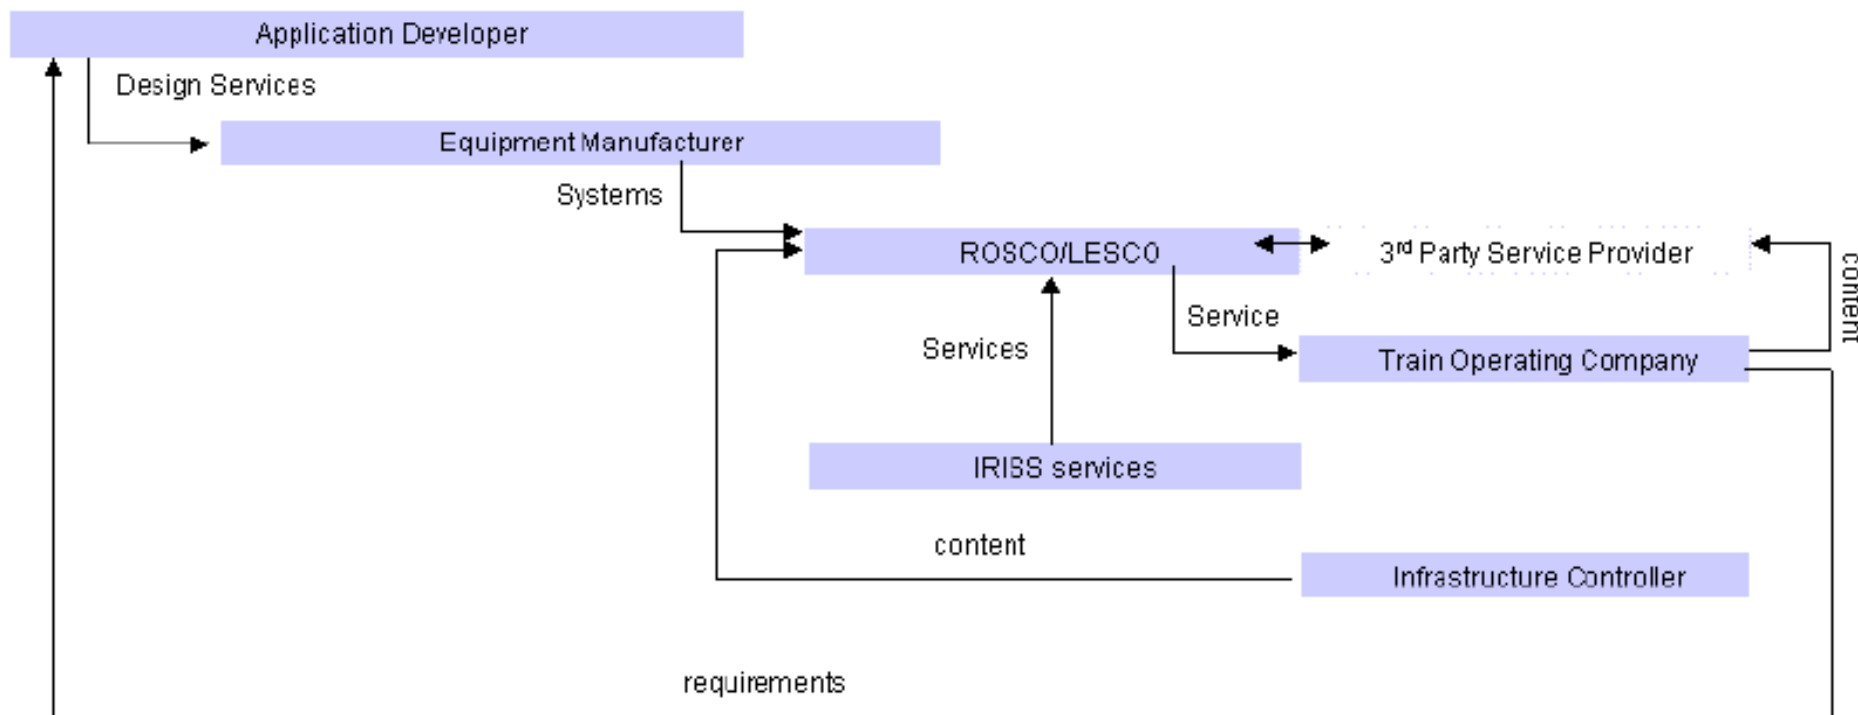 Application Developer
Design Services
Equipment Manufacturer
Systems
ROSCO/LESCO
3rd Party Service Provider
content
Service
Services
Train Operating Company
IRISS services
content
Infrastructure Controller
requirements